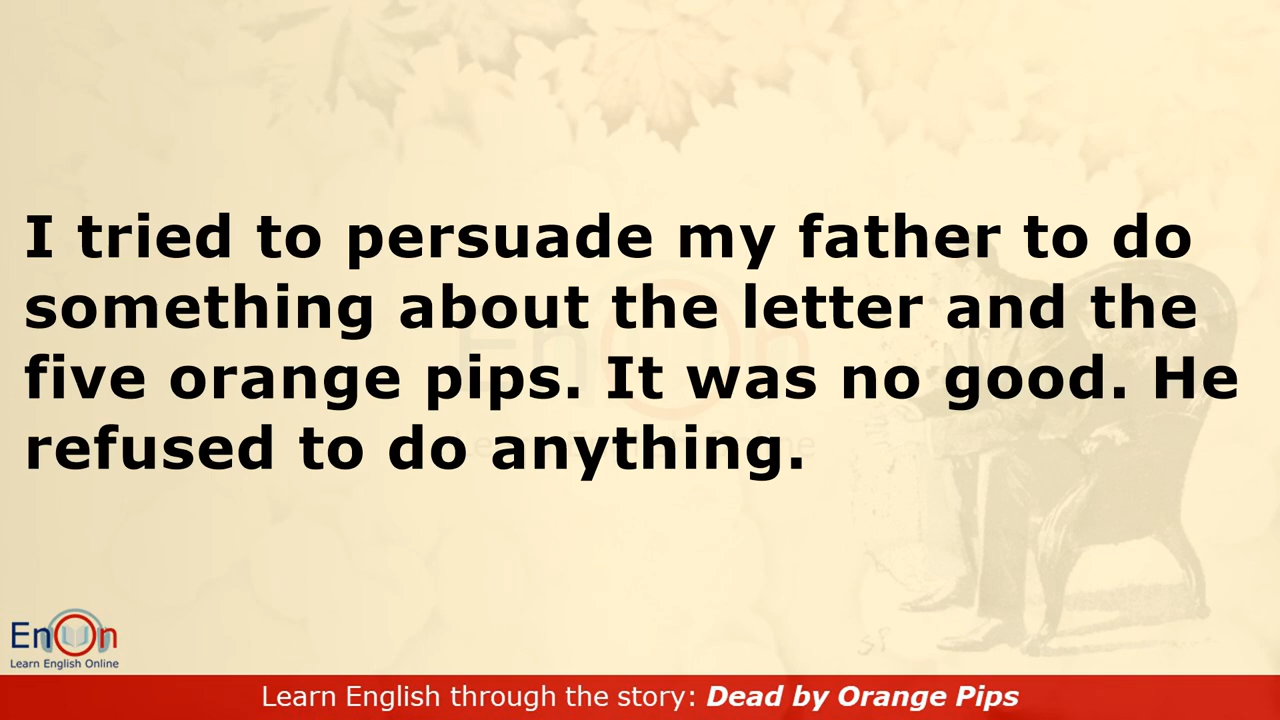 I tried to persuade my father to do
something about the letter and the
five orange pips. It was no good. He
refused to do anything.
EnOn
Learn English Online
Learn English through the story: Dead by Orange Pips